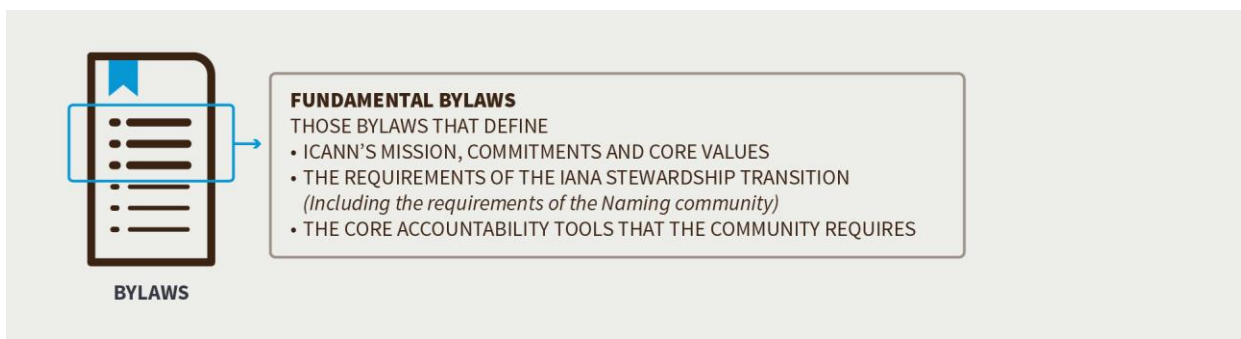 FUNDAMENTAL BYLAWS
THOSE BYLAWS THAT DEFINE
• ICANN’S MISSION, COMMITMENTS AND CORE VALUES
• THE REQUIREMENTS OF THE IANA STEWARDSHIP TRANSITION
(Including the requirements of the Naming community)
• THE CORE ACCOUNTABILITY TOOLS THAT THE COMMUNITY REQUIRES
BYLAWS